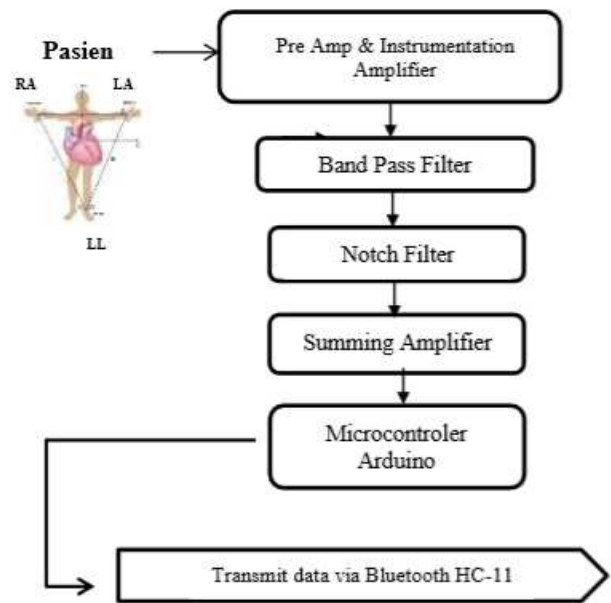 Pasien
RA LA
LL
Pre Amp & Instrumentation
Amplifier
Band Pass Filter
Notch Filter
Summing Amplifier
Microcontroler
Arduino
Transmit data via Bluetooth HC-11